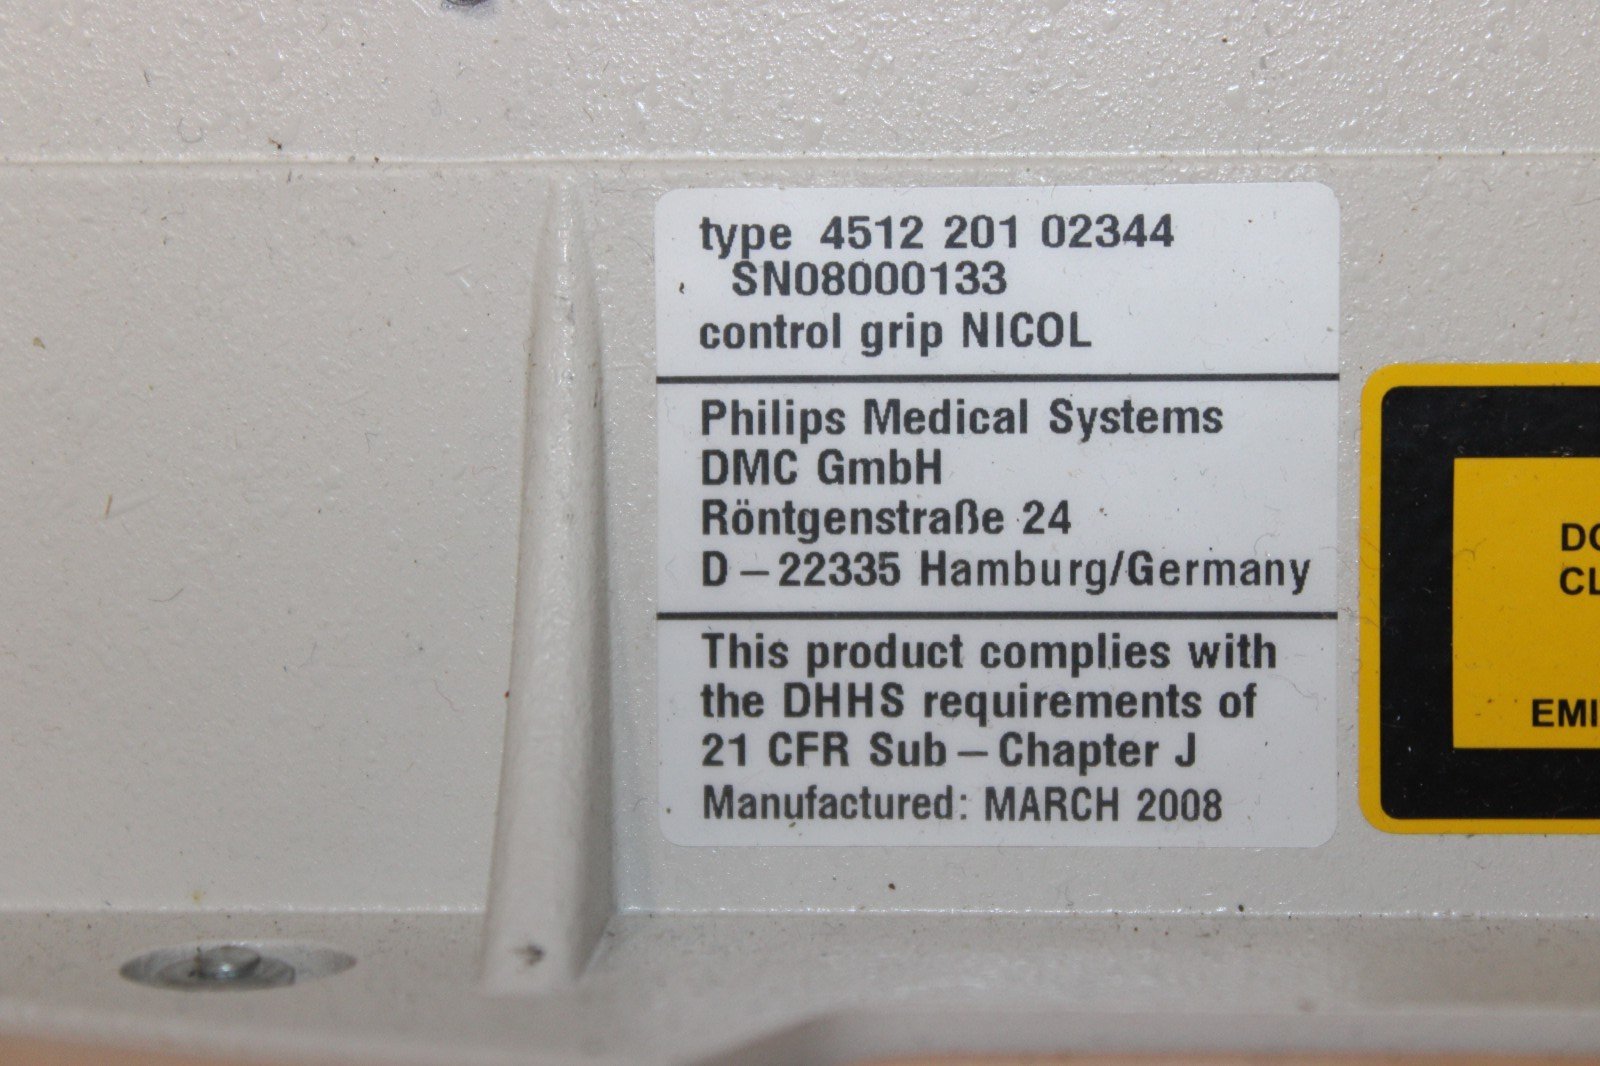 type 4512 201 02344
SN08000133
control grip NICOL
Philips Medical Systems
DMC GmbH
Röntgenstraße 24
D – 22335 Hamburg/Germany
This product complies with
the DHHS requirements of
21 CFR Sub – Chapter J
Manufactured: MARCH 2008